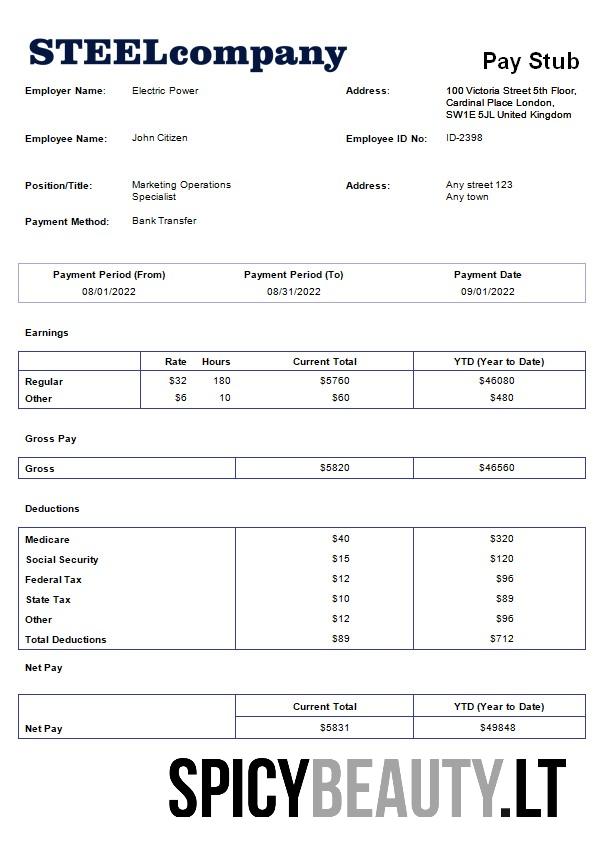 STEELcompany
Pay Stub
Employer Name: Electric Power Address: 100 Victoria Street 5th Floor,
Cardinal Place London,
SW1E 5JL United Kingdom
Employee Name: John Citizen Employee ID No: ID-2398
Position/Title: Marketing Operations Address: Any street 123
Specialist Any town
Payment Method: Bank Transfer
Payment Period (From) Payment Period (To) Payment Date
08/01/2022 08/31/2022 09/01/2022
Earnings
Rate Hours Current Total YTD (Year to Date)
Regular $32 180 $5760 $46080
Other $6 10 $60 $480
Gross Pay
Gross $5820 $46560
Deductions
Medicare $40 $320
Social Security $15 $120
Federal Tax $12 $96
State Tax $10 $89
Other $12 $96
Total Deductions $89 $712
Net Pay
Current Total YTD (Year to Date)
Net Pay $5831 $49848
SPICYBEAUTY.LT